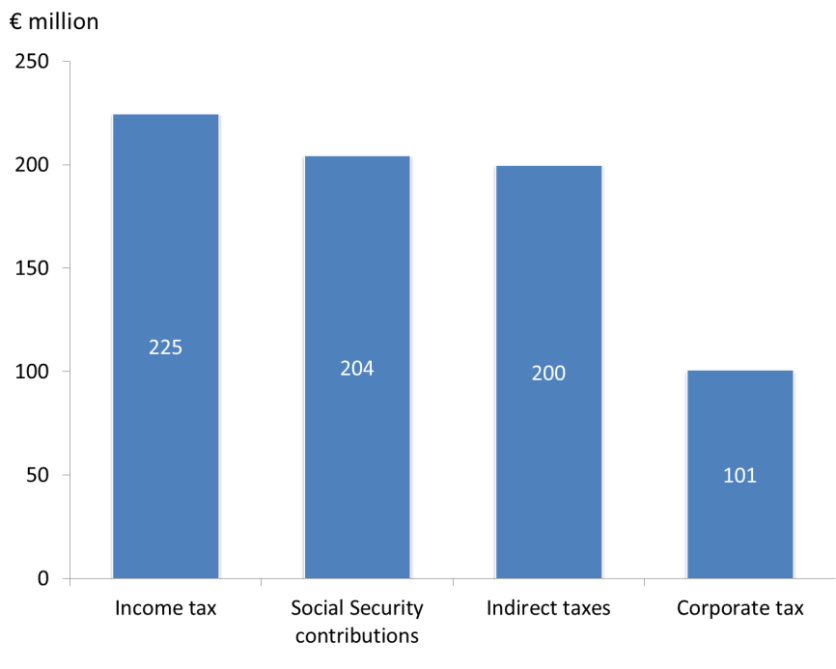 € million
250
200
150
100
50
0
225
204
200
101
Income tax
Social Security
contributions
Indirect taxes
Corporate tax